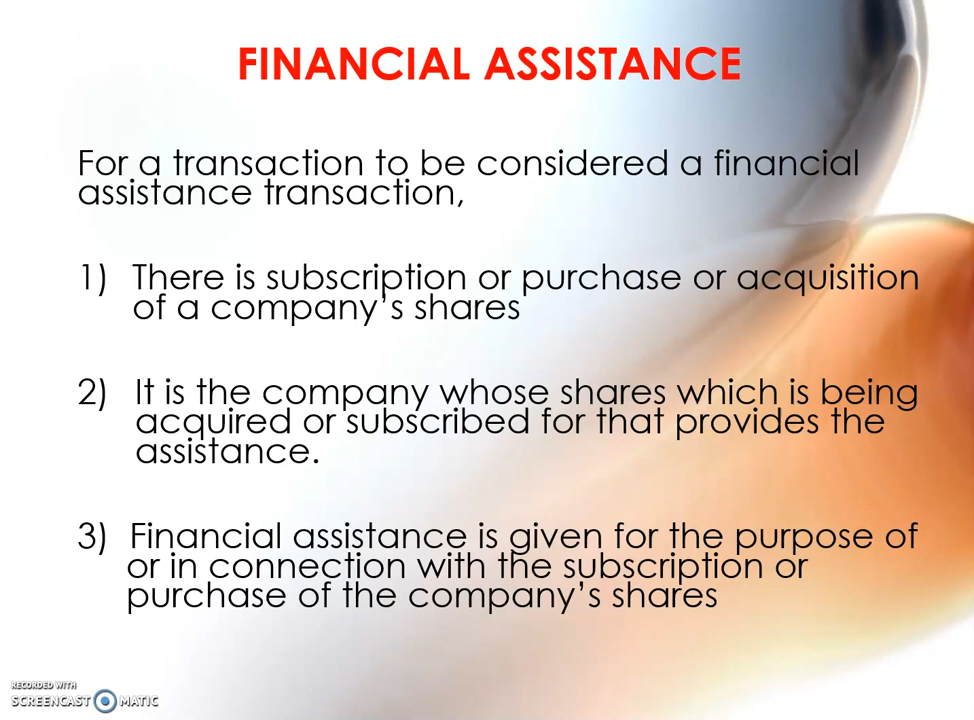 FINANCIAL ASSISTANCE
For a transaction to be considered a financial
assistance transaction,
1) There is subscription or purchase or acquisition
of a company's shares
2) It is the company whose shares which is being
acquired or subscribed for that provides the
assistance.
3) Financial assistance is given for the purpose of
or in connection with the subscription or
purchase of the company's shares
RECORDED WITH
SCREENCAST MATIC